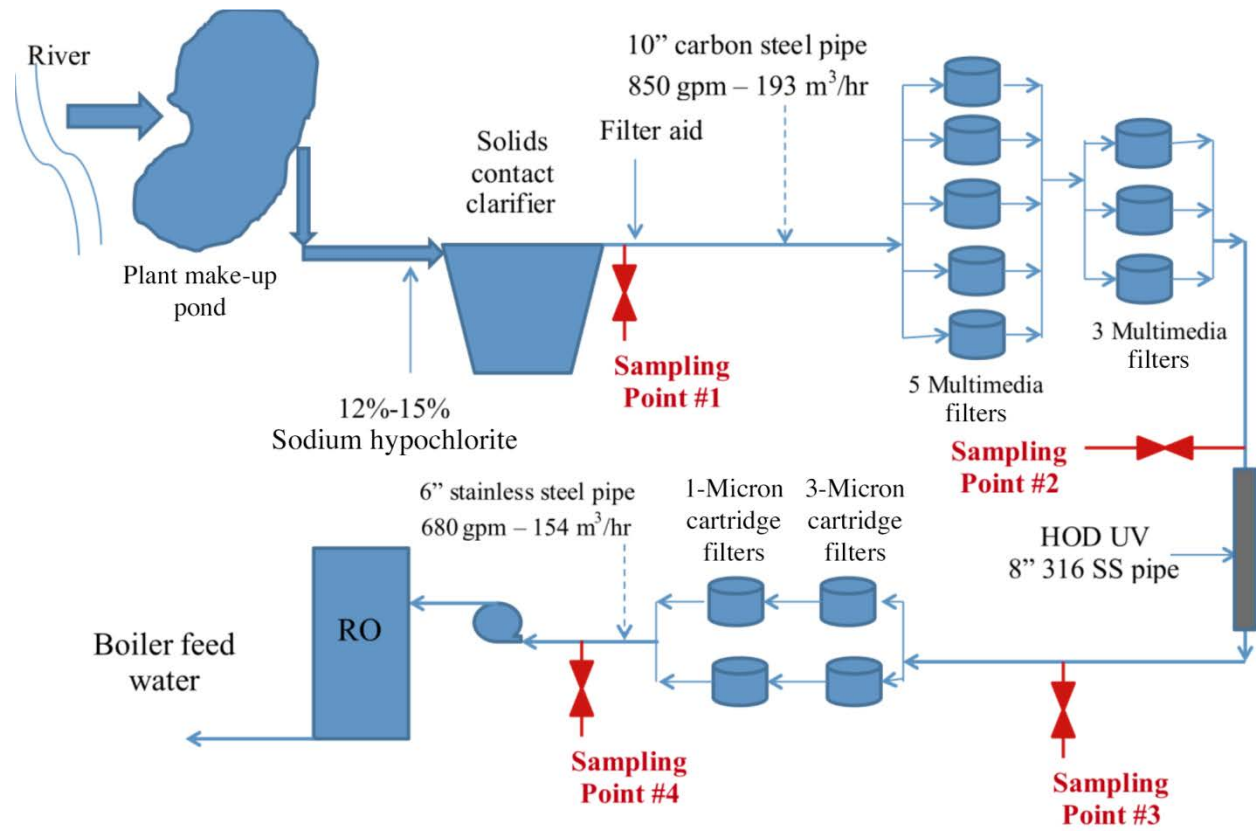 River
Plant make-up
pond
12%-15%
Sodium hypochlorite
Solids
contact
clarifier
Filter aid
10” carbon steel pipe
850 gpm – 193 m³/hr
Sampling
Point #1
5 Multimedia
filters
3 Multimedia
filters
Sampling
Point #2
HOD UV
8” 316 SS pipe
Sampling
Point #3
3-Micron
cartridge
filters
1-Micron
cartridge
filters
6” stainless steel pipe
680 gpm – 154 m³/hr
Sampling
Point #4
RO
Boiler feed
water